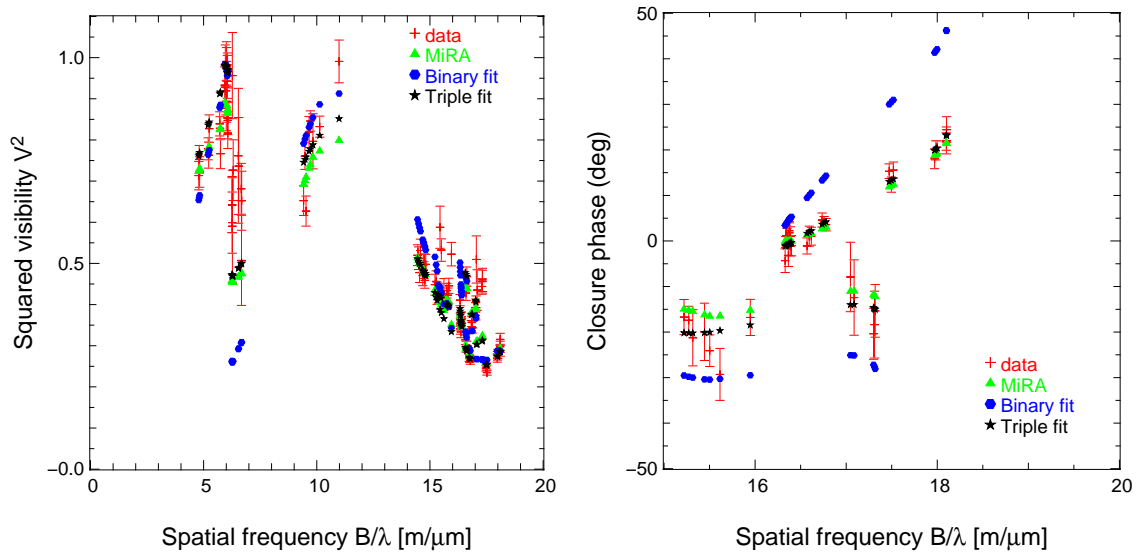 1.0
0.5
−0.0
0
5
10
15
20
Squared visibility V²
Spatial frequency B/λ [m/μm]
data
MiRA
Binary fit
Triple fit
50
0
−50
16
18
20
Closure phase (deg)
Spatial frequency B/λ [m/μm]
data
MiRA
Binary fit
Triple fit